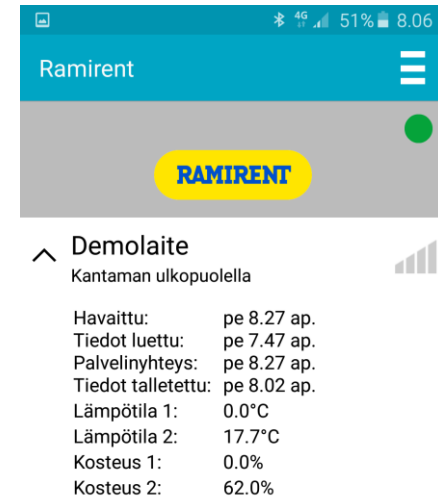 4G 51% 8.06
Ramirent
RAMIRENT
Demolaite
Kantaman ulkopuolella
Havaittu: pe 8.27 ap.
Tiedot luettu: pe 7.47 ap.
Palvelinyhteys: pe 8.27 ap.
Tiedot talletettu: pe 8.02 ap.
Lämpötila 1: 0.0°C
Lämpötila 2: 17.7°C
Kosteus 1: 0.0%
Kosteus 2: 62.0%